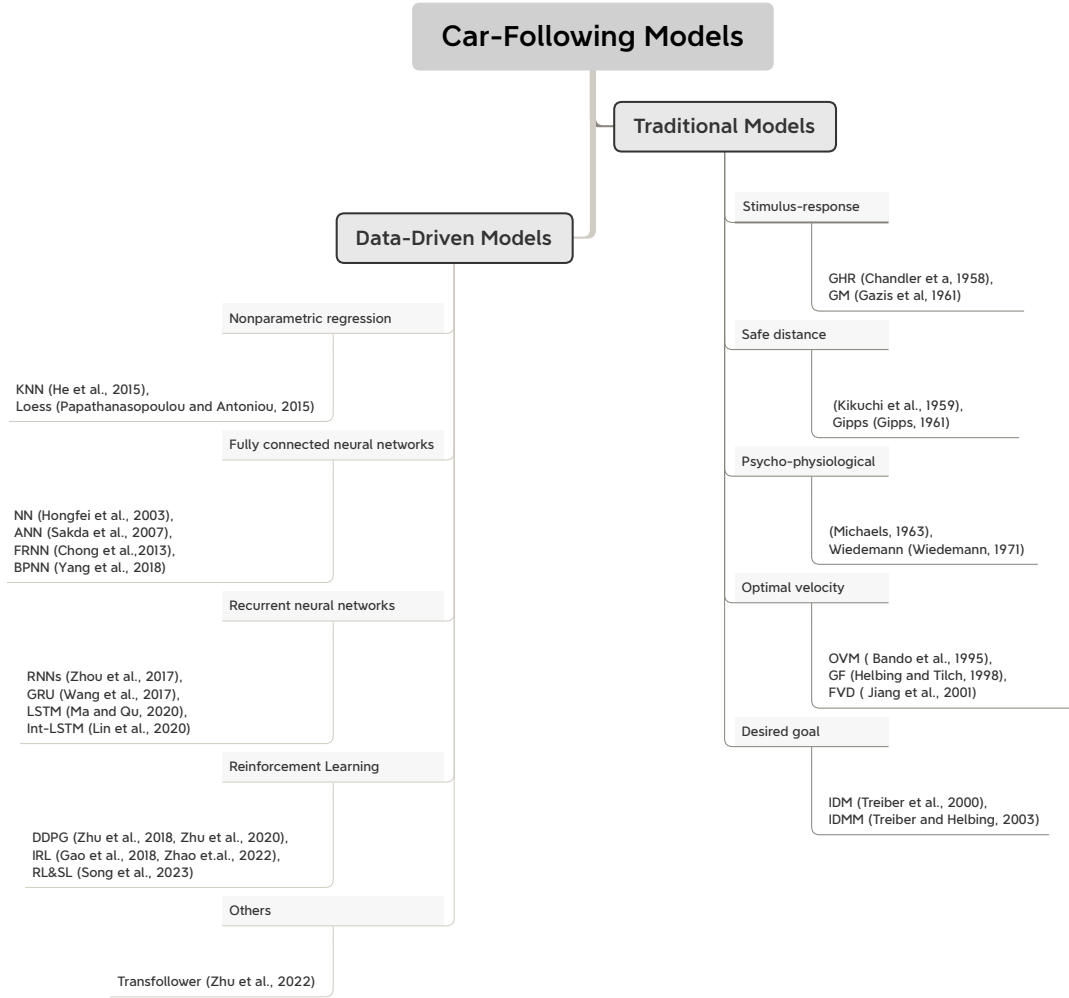 Car-Following Models
Traditional Models
Stimulus-response
GHR (Chandler et a, 1958),
GM (Gazis et al, 1961)
Safe distance
(Kikuchi et al., 1959),
Gipps (Gipps, 1961)
Psycho-physiological
(Michaels, 1963),
Wiedemann (Wiedemann, 1971)
Optimal velocity
OVM ( Bando et al., 1995),
GF (Helbing and Tilch, 1998),
FVD ( Jiang et al., 2001)
Desired goal
IDM (Treiber et al., 2000),
IDMM (Treiber and Helbing, 2003)
Data-Driven Models
Nonparametric regression
KNN (He et al., 2015),
Loess (Papathanasopoulou and Antoniou, 2015)
Fully connected neural networks
NN (Hongfei et al., 2003),
ANN (Sakda et al., 2007),
FRNN (Chong et al.,2013),
BPNN (Yang et al., 2018)
Recurrent neural networks
RNNs (Zhou et al., 2017),
GRU (Wang et al., 2017),
LSTM (Ma and Qu, 2020),
Int-LSTM (Lin et al., 2020)
Reinforcement Learning
DDPG (Zhu et al., 2018, Zhu et al., 2020),
IRL (Gao et al., 2018, Zhao et.al., 2022),
RL&SL (Song et al., 2023)
Others
Transfollower (Zhu et al., 2022)